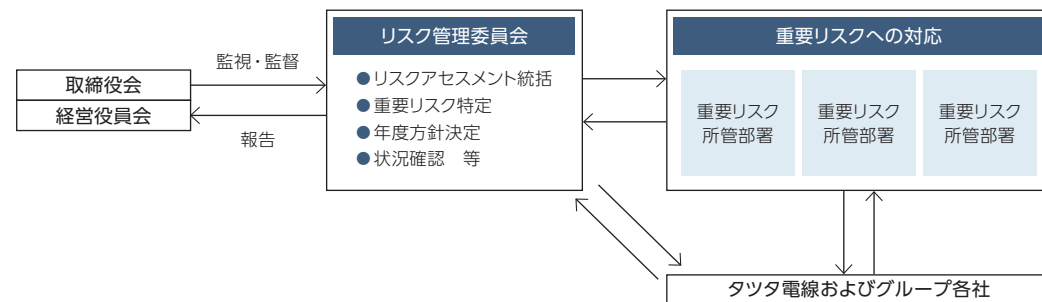 監視・監督
取締役会
経営役員会
報告
リスク管理委員会
●リスクアセスメント統括
●重要リスク特定
●年度方針決定
●状況確認　等
重要リスクへの対応
重要リスク
所管部署
重要リスク
所管部署
重要リスク
所管部署
タツタ電線およびグループ各社